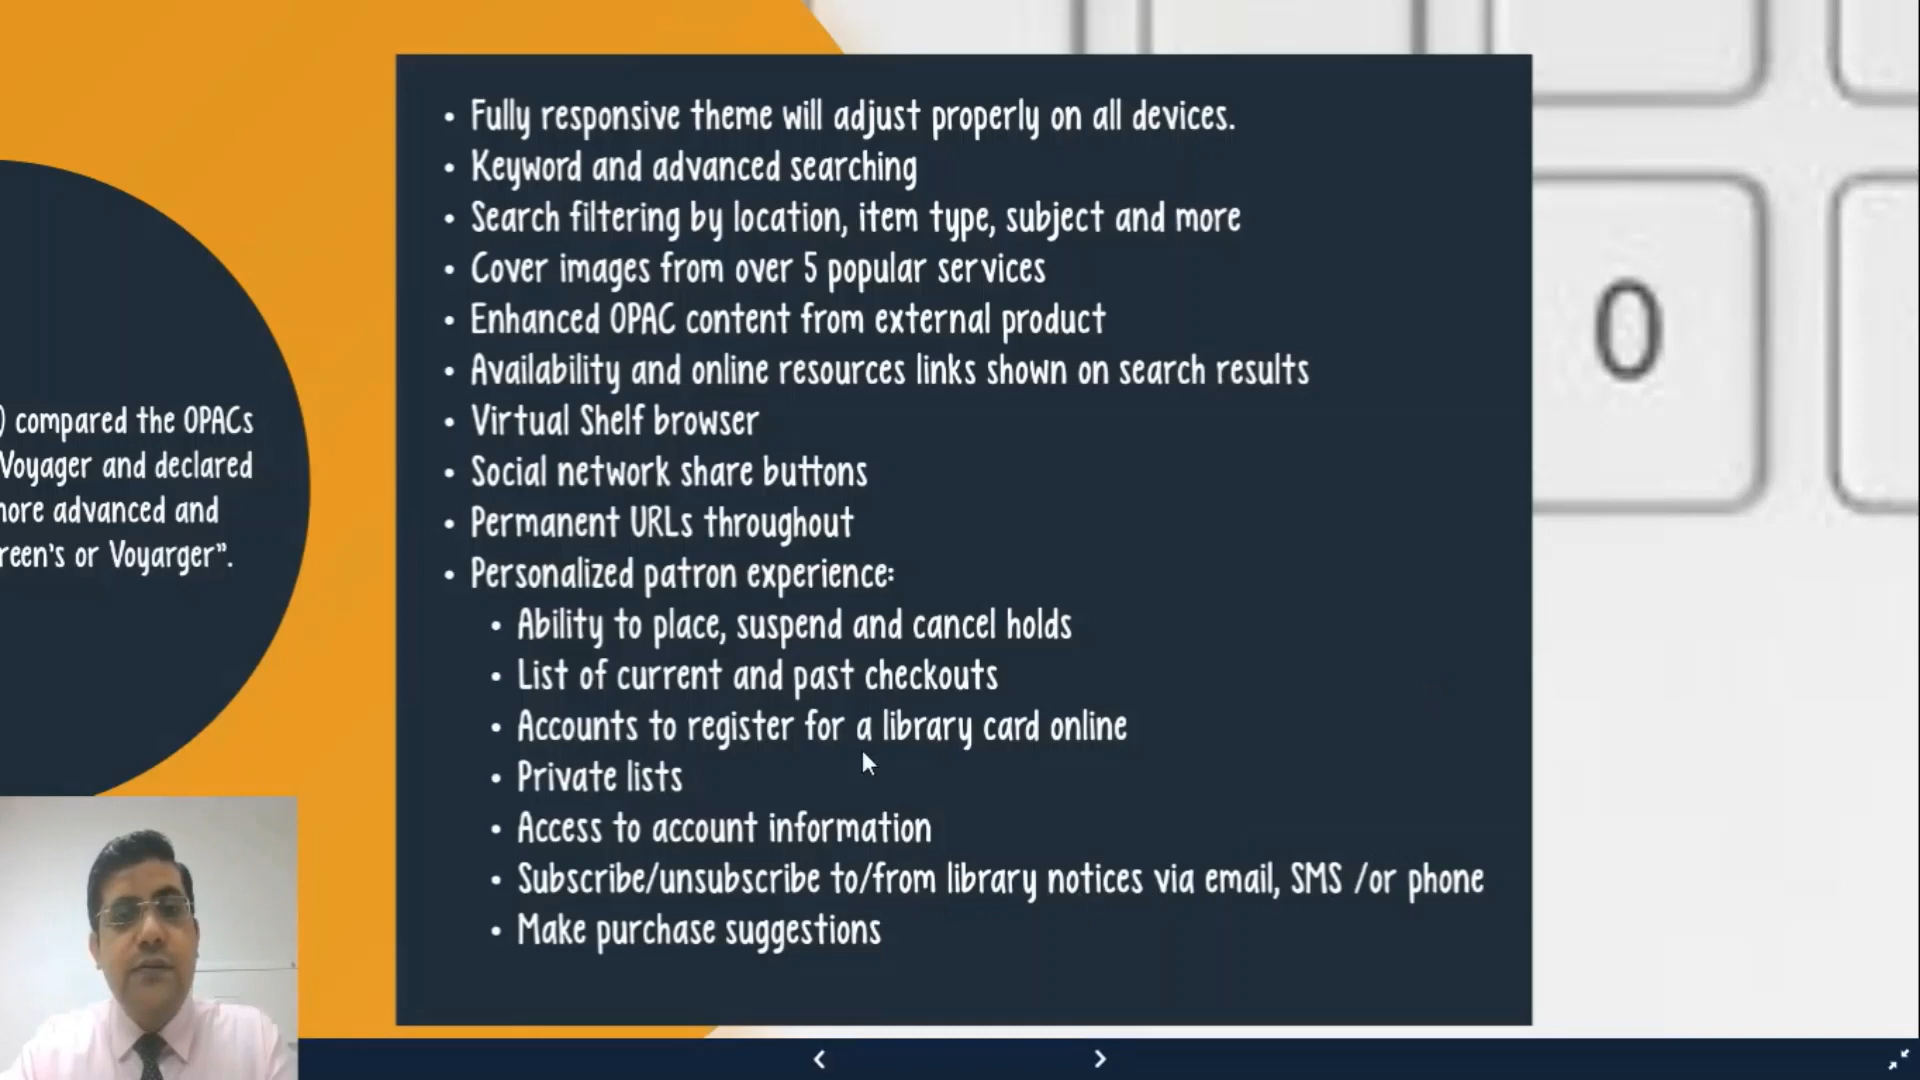 • Fully responsive theme will adjust properly on all devices.
• Keyword and advanced searching
• Search filtering by location, item type, subject and more
• Cover images from over 5 popular services
• Enhanced OPAC content from external product
• Availability and online resources links shown on search results
• Virtual Shelf browser
• Social network share buttons
• Permanent URLs throughout
• Personalized patron experience:
• Ability to place, suspend and cancel holds
• List of current and past checkouts
• Accounts to register for a library card online
• Private lists
• Access to account information
• Subscribe/unsubscribe to/from library notices via email, SMS /or phone
• Make purchase suggestions
) compared the OPACs
Voyager and declared
advanced and
or Voyarger”.
0